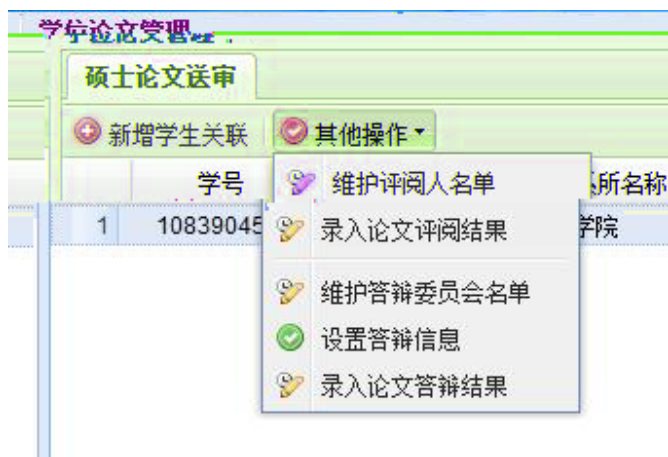 学位论文管理
硕士论文送审
新增学生关联 其他操作
学号 所名称
1 10839045 学院
维护评阅人名单
录入论文评阅结果
维护答辩委员会名单
设置答辩信息
录入论文答辩结果